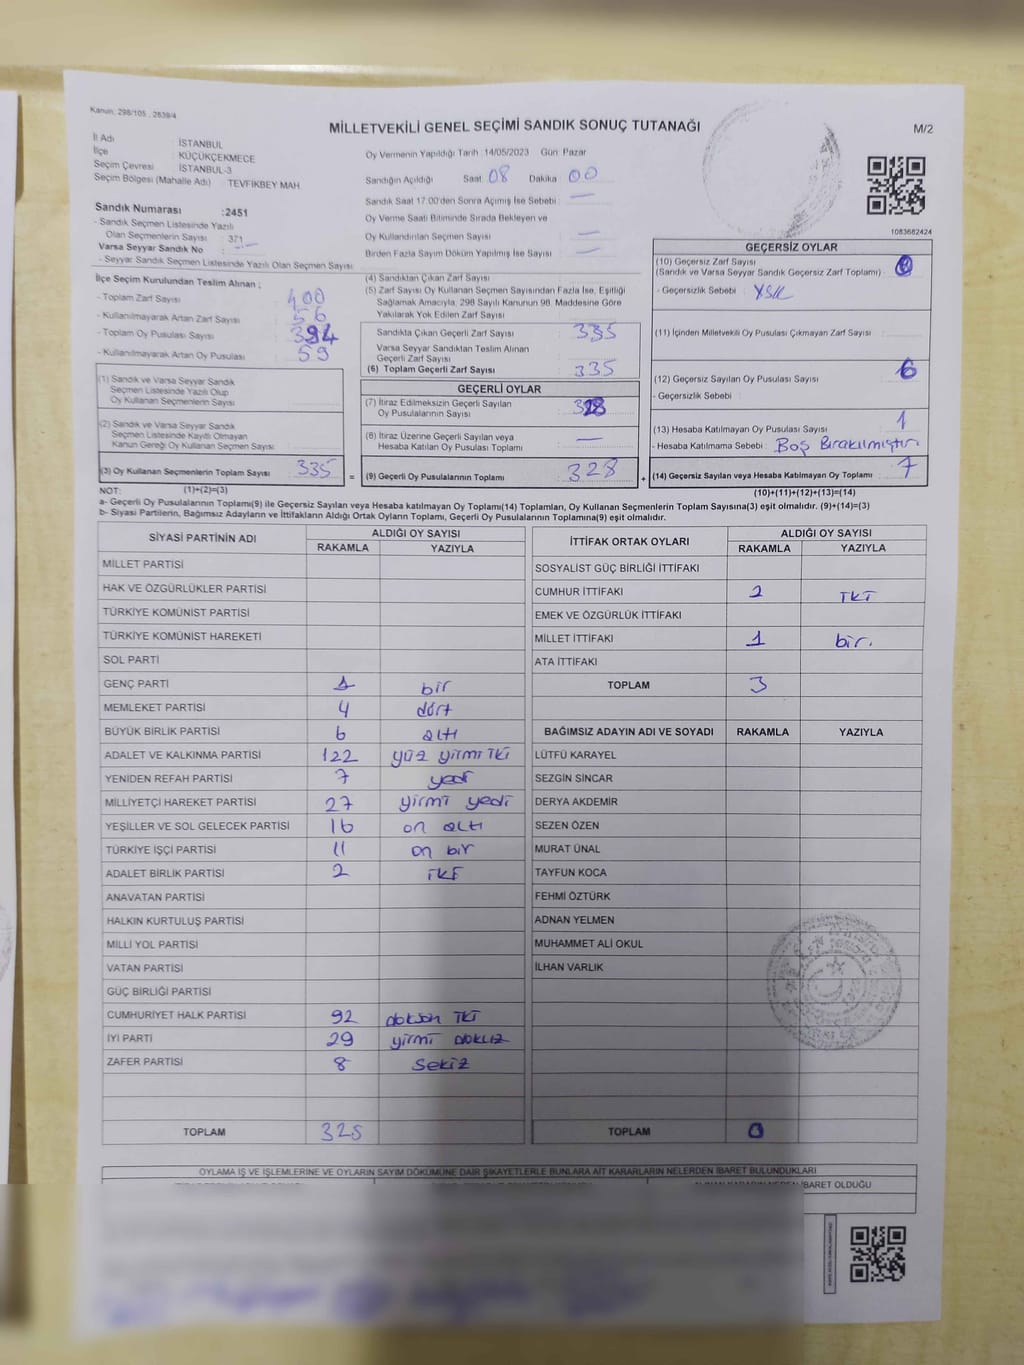 Kanun: 298/105 , 2839/4
MİLLETVEKİLİ GENEL SEÇİMİ SANDIK SONUÇ TUTANAĞI
M/2
İl Adı : İSTANBUL
İlçe : KÜÇÜKÇEKMECE
Seçim Çevresi : İSTANBUL-3
Seçim Bölgesi (Mahalle Adı) : TEVFİKBEY MAH
Sandık Numarası :2451
- Sandık Seçmen Listesinde Yazılı
Olan Seçmenlerin Sayısı : 371
Varsa Seyyar Sandık No : —
- Seyyar Sandık Seçmen Listesinde Yazılı Olan Seçmen Sayısı
Oy Vermenin Yapıldığı Tarih :14/05/2023 Gün: Pazar
Sandığın Açıldığı Saat 08 Dakika 00
Sandık Saat 17.00'den Sonra Açılmış İse Sebebi : —
Oy Verme Saati Bitiminde Sırada Bekleyen ve
Oy Kullandırılan Seçmen Sayısı : —
Birden Fazla Sayım Döküm Yapılmış İse Sayısı : —
1083682424
İlçe Seçim Kurulundan Teslim Alınan ;
- Toplam Zarf Sayısı : 400
- Kullanılmayarak Artan Zarf Sayısı : 56
- Toplam Oy Pusulası Sayısı : 394
- Kullanılmayarak Artan Oy Pusulası : 59
(1) Sandık ve Varsa Seyyar Sandık
Seçmen Listesinde Yazılı Olup
Oy Kullanan Seçmenlerin Sayısı :
(2) Sandık ve Varsa Seyyar Sandık
Seçmen Listesinde Kayıtlı Olmayan
Kanun Gereği Oy Kullanan Seçmen Sayısı :
(3) Oy Kullanan Seçmenlerin Toplam Sayısı : 335
(4) Sandıktan Çıkan Zarf Sayısı :
(5) Zarf Sayısı Oy Kullanan Seçmen Sayısından Fazla İse, Eşitliği
Sağlamak Amacıyla, 298 Sayılı Kanunun 98. Maddesine Göre
Yakılarak Yok Edilen Zarf Sayısı :
Sandıkta Çıkan Geçerli Zarf Sayısı : 335
Varsa Seyyar Sandıktan Teslim Alınan
Geçerli Zarf Sayısı :
(6) Toplam Geçerli Zarf Sayısı : 335
GEÇERLİ OYLAR
(7) İtiraz Edilmeksizin Geçerli Sayılan
Oy Pusulalarının Sayısı : 328
(8) İtiraz Üzerine Geçerli Sayılan veya
Hesaba Katılan Oy Pusulası Toplamı : —
= (9) Geçerli Oy Pusulalarının Toplamı : 328
GEÇERSİZ OYLAR
(10) Geçersiz Zarf Sayısı
(Sandık ve Varsa Seyyar Sandık Geçersiz Zarf Toplamı) : 0
- Geçersizlik Sebebi : YSK
(11) İçinden Milletvekili Oy Pusulası Çıkmayan Zarf Sayısı :
(12) Geçersiz Sayılan Oy Pusulası Sayısı : 6
- Geçersizlik Sebebi :
(13) Hesaba Katılmayan Oy Pusulası Sayısı : 1
- Hesaba Katılmama Sebebi : Boş Bırakılmıştır
+ (14) Geçersiz Sayılan veya Hesaba Katılmayan Oy Toplamı : 7
NOT: (1)+(2)=(3)
(10)+(11)+(12)+(13)=(14)
a- Geçerli Oy Pusulalarının Toplamı(9) ile Geçersiz Sayılan veya Hesaba katılmayan Oy Toplamı(14) Toplamları, Oy Kullanan Seçmenlerin Toplam Sayısına(3) eşit olmalıdır. (9)+(14)=(3)
b- Siyasi Partilerin, Bağımsız Adayların ve İttifakların Aldığı Ortak Oyların Toplamı, Geçerli Oy Pusulalarının Toplamına(9) eşit olmalıdır.
SİYASİ PARTİNİN ADI ALDIĞI OY SAYISI
RAKAMLA YAZIYLA
MİLLET PARTİSİ
HAK VE ÖZGÜRLÜKLER PARTİSİ
TÜRKİYE KOMÜNİST PARTİSİ
TÜRKİYE KOMÜNİST HAREKETİ
SOL PARTİ
GENÇ PARTİ 1 bir
MEMLEKET PARTİSİ 4 dört
BÜYÜK BİRLİK PARTİSİ 6 altı
ADALET VE KALKINMA PARTİSİ 122 yüz yirmi iki
YENİDEN REFAH PARTİSİ 7 yedi
MİLLİYETÇİ HAREKET PARTİSİ 27 yirmi yedi
YEŞİLLER VE SOL GELECEK PARTİSİ 16 on altı
TÜRKİYE İŞÇİ PARTİSİ 11 on bir
ADALET BİRLİK PARTİSİ 2 iki
ANAVATAN PARTİSİ
HALKIN KURTULUŞ PARTİSİ
MİLLİ YOL PARTİSİ
VATAN PARTİSİ
GÜÇ BİRLİĞİ PARTİSİ
CUMHURİYET HALK PARTİSİ 92 doksan iki
İYİ PARTİ 29 yirmi dokuz
ZAFER PARTİSİ 8 Sekiz
TOPLAM 325
İTTİFAK ORTAK OYLARI ALDIĞI OY SAYISI
RAKAMLA YAZIYLA
SOSYALİST GÜÇ BİRLİĞİ İTTİFAKI
CUMHUR İTTİFAKI 2 iki
EMEK VE ÖZGÜRLÜK İTTİFAKI
MİLLET İTTİFAKI 1 bir.
ATA İTTİFAKI
TOPLAM 3
BAĞIMSIZ ADAYIN ADI VE SOYADI RAKAMLA YAZIYLA
LÜTFÜ KARAYEL
SEZGİN SİNCAR
DERYA AKDEMİR
SEZEN ÖZEN
MURAT ÜNAL
TAYFUN KOCA
FEHMİ ÖZTÜRK
ADNAN YELMEN
MUHAMMET ALİ OKUL
İLHAN VARLIK
TOPLAM 0
OYLAMA İŞ VE İŞLEMLERİNE VE OYLARIN SAYIM DÖKÜMÜNE DAİR ŞİKAYETLERLE BUNLARA AİT KARARLARIN NELERDEN İBARET BULUNDUKLARI
İBARET OLDUĞU